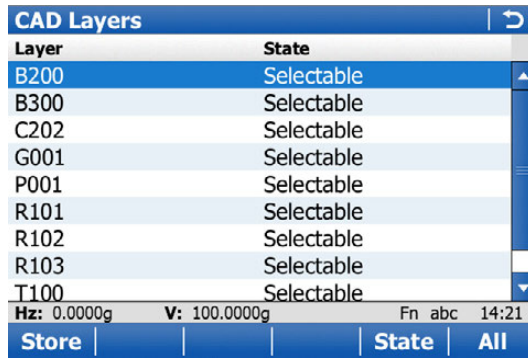 CAD Layers
Layer State
B200 Selectable
B300 Selectable
C202 Selectable
G001 Selectable
P001 Selectable
R101 Selectable
R102 Selectable
R103 Selectable
T100 Selectable
Hz: 0.0000g V: 100.0000g Fn abc 14:21
Store State All